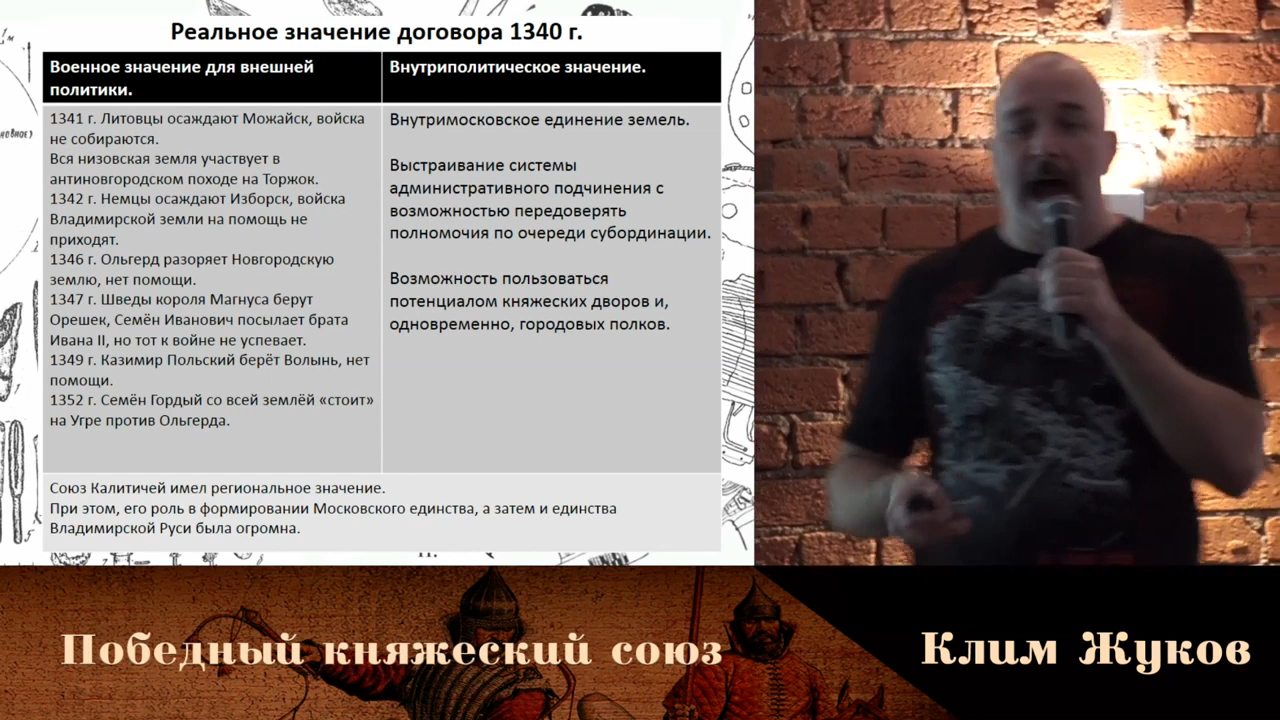 Реальное значение договора 1340 г.
Военное значение для внешней
политики.
Внутриполитическое значение.
1341 г. Литовцы осаждают Можайск, войска
не собираются.
Вся низовская земля участвует в
антиновгородском походе на Торжок.
1342 г. Немцы осаждают Изборск, войска
Владимирской земли на помощь не
приходят.
1346 г. Ольгерд разоряет Новгородскую
землю, нет помощи.
1347 г. Шведы короля Магнуса берут
Орешек, Семён Иванович посылает брата
Ивана II, но тот к войне не успевает.
1349 г. Казимир Польский берёт Волынь, нет
помощи.
1352 г. Семён Гордый со всей землёй «стоит»
на Угре против Ольгерда.
Внутримосковское единение земель.
Выстраивание системы
административного подчинения с
возможностью передоверять
полномочия по очереди субординации.
Возможность пользоваться
потенциалом княжеских дворов и,
одновременно, городовых полков.
Союз Калитичей имел региональное значение.
При этом, его роль в формировании Московского единства, а затем и единства
Владимирской Руси была огромна.
Победный княжеский союз
Клим Жуков